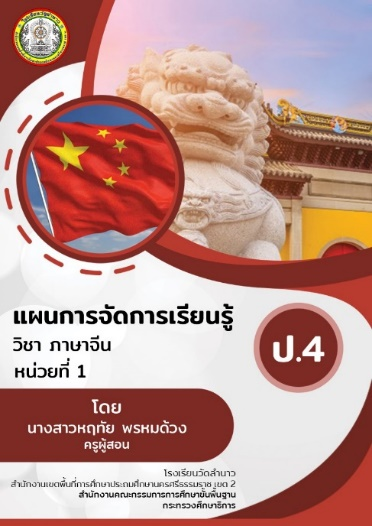 แผนการจัดการเรียนรู้
วิชา ภาษาจีน
หน่วยที่ 1
ป.4
โดย
นางสาวหฤทัย พรหมด้วง
ครูผู้สอน
โรงเรียนวัดสำนาว
สำนักงานเขตพื้นที่การศึกษาประถมศึกษานครศรีธรรมราช เขต 2
สำนักงานคณะกรรมการการศึกษาขั้นพื้นฐาน
กระทรวงศึกษาธิการ